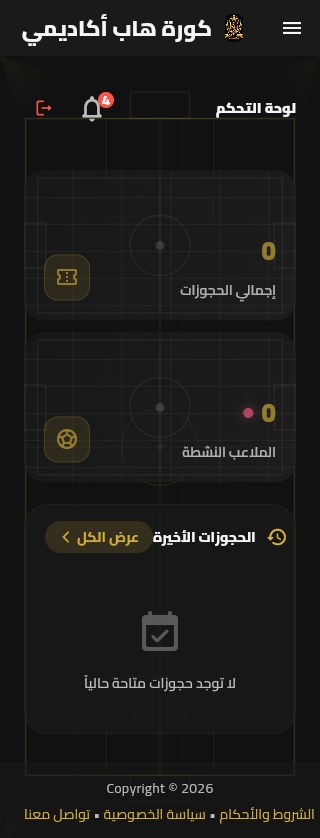 كورة هاب أكاديمي
لوحة التحكم
4
0
إجمالي الحجوزات
0
الملاعب النشطة
الحجوزات الأخيرة
عرض الكل
لا توجد حجوزات متاحة حالياً
Copyright © 2026
الشروط والأحكام • سياسة الخصوصية • تواصل معنا